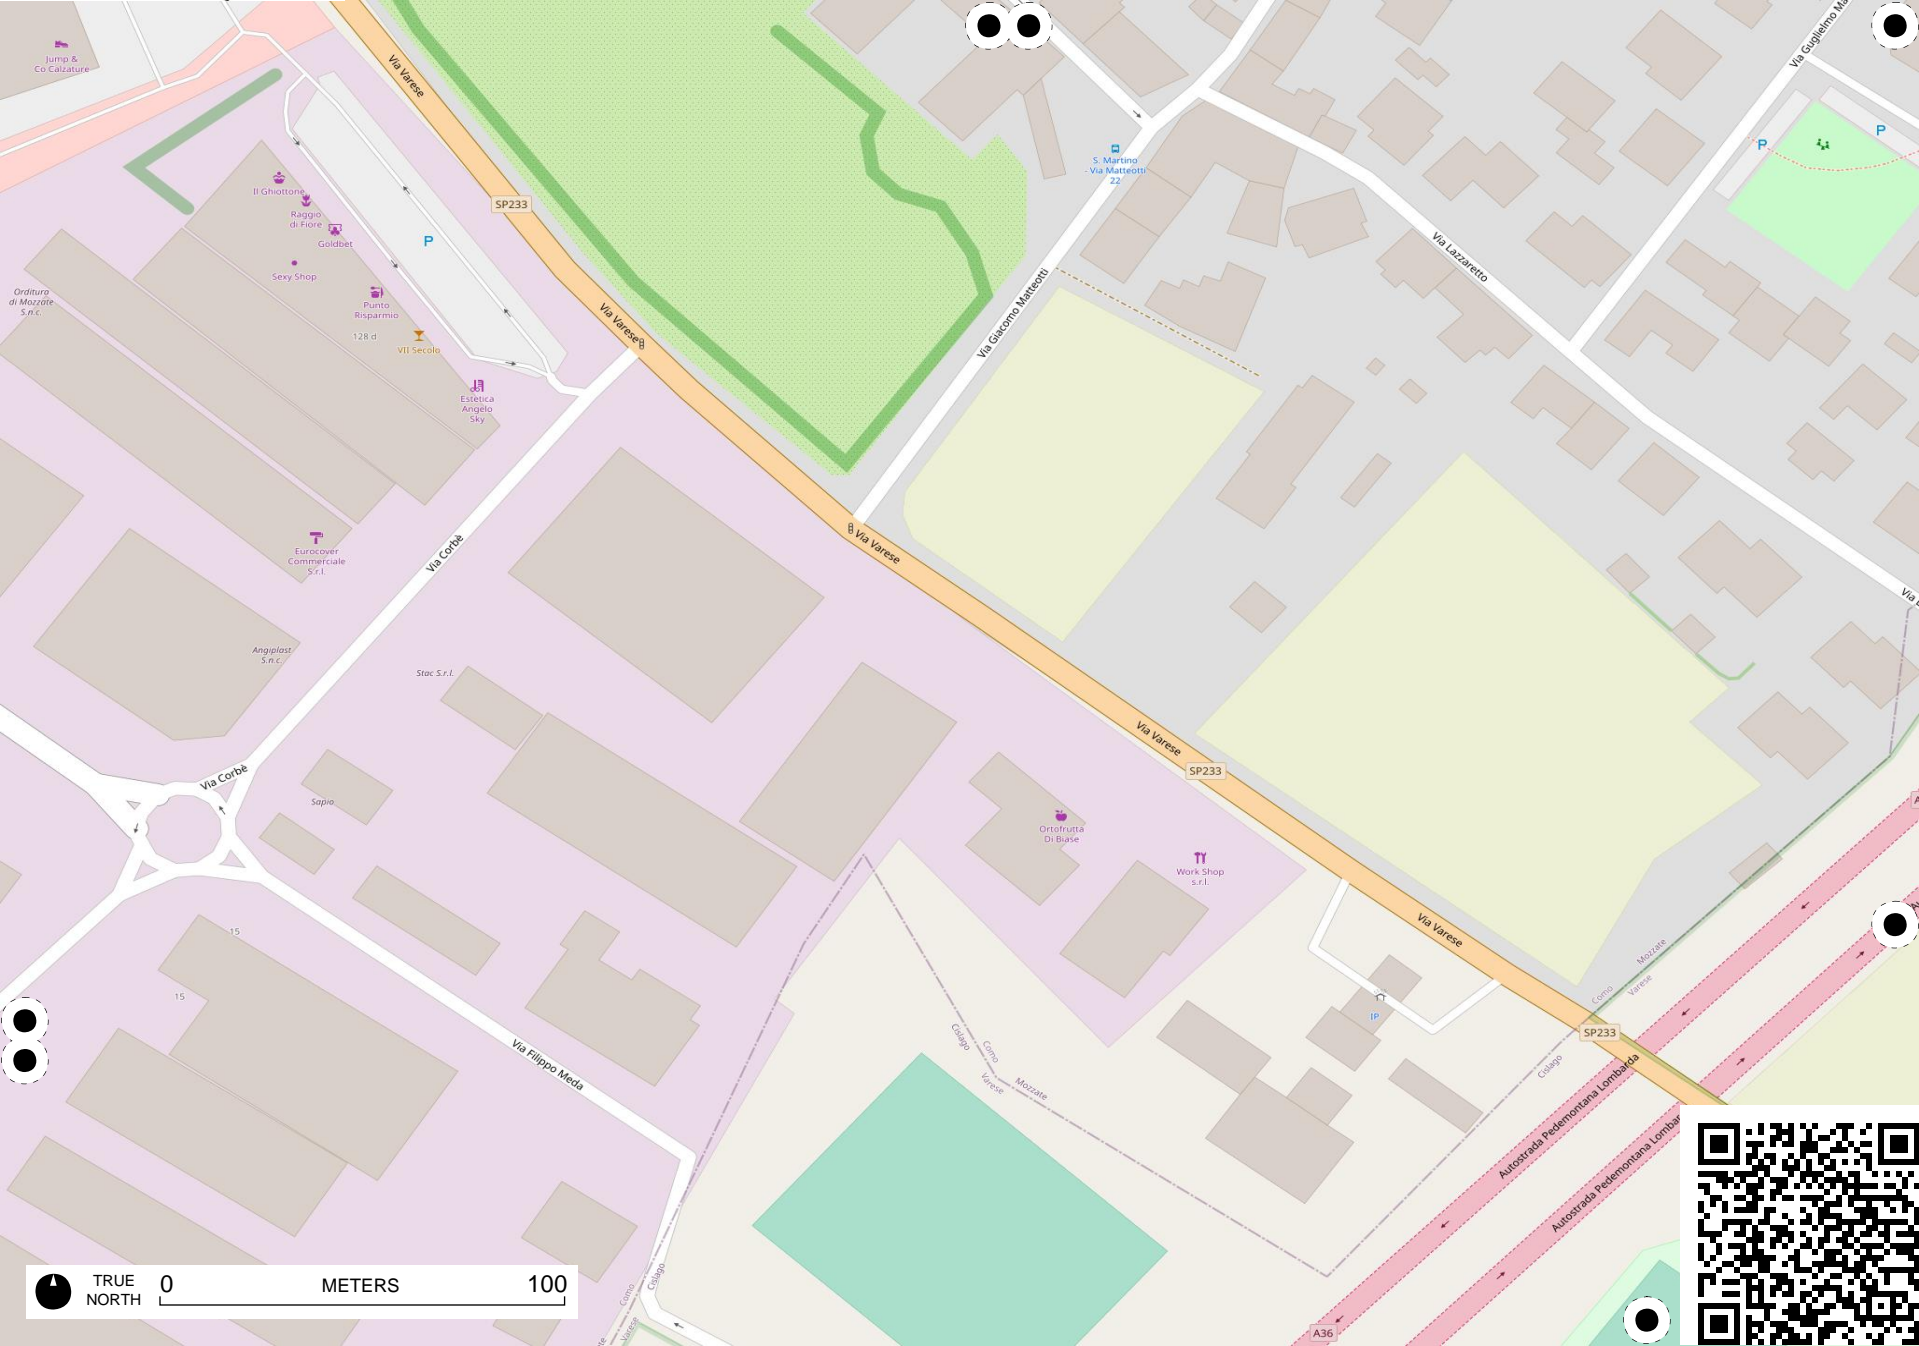 Jump &
Co Calzature
Via Varese
Via Guglielmo Ma
P
P
S. Martino
- Via Matteotti
22
Il Ghiottone
Raggio
di Fiore
Goldbet
SP233
P
Via Lazzaretto
Sexy Shop
Orditura
di Mozzate
S.n.c.
Punto
Risparmio
128 d
VII Secolo
Via Varese
Via Giacomo Matteotti
Estetica
Angelo
Sky
Via Corbè
Eurocover
Commerciale
S.r.l.
Via Varese
Angiplast
S.n.c.
Stac S.r.l.
Via Varese
SP233
Via Corbè
Sapio
Ortofrutta
Di Biase
Work Shop
s.r.l.
Via Varese
15
15
Mozzate
Como
Varese
IP
SP233
Cislago
Como
Varese
Mozzate
Cislago
Via Filippo Meda
Autostrada Pedemontana Lombarda
Autostrada Pedemontana Lombar
Como
Cislago
Varese
A36
TRUE
NORTH
0 METERS 100